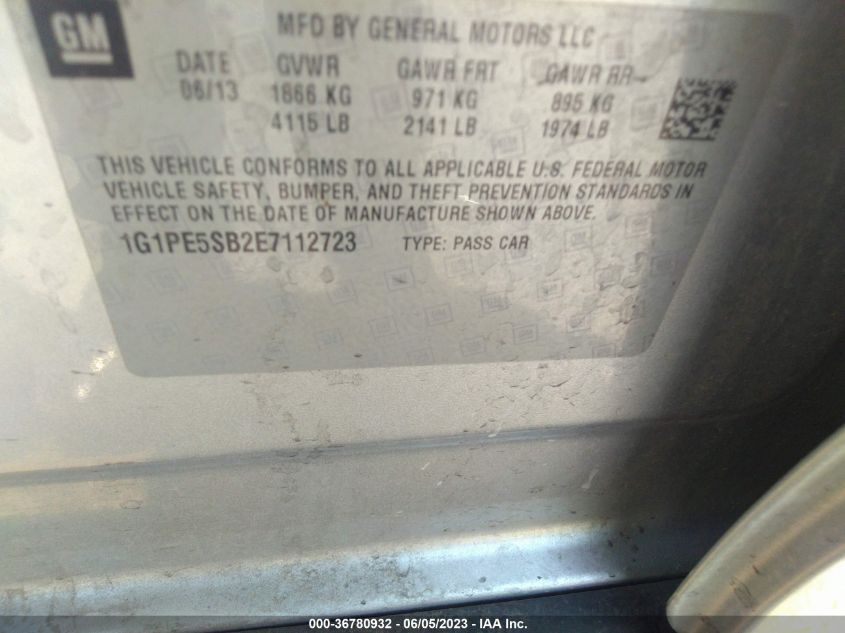 GM
MFD BY GENERAL MOTORS LLC
DATE GVWR GAWR FRT GAWR RR
06/13 1866 KG 971 KG 895 KG
4115 LB 2141 LB 1974 LB
THIS VEHICLE CONFORMS TO ALL APPLICABLE U.S. FEDERAL MOTOR
VEHICLE SAFETY, BUMPER, AND THEFT PREVENTION STANDARDS IN
EFFECT ON THE DATE OF MANUFACTURE SHOWN ABOVE.
1G1PE5SB2E7112723 TYPE: PASS CAR
000-36780932 - 06/05/2023 - IAA Inc.